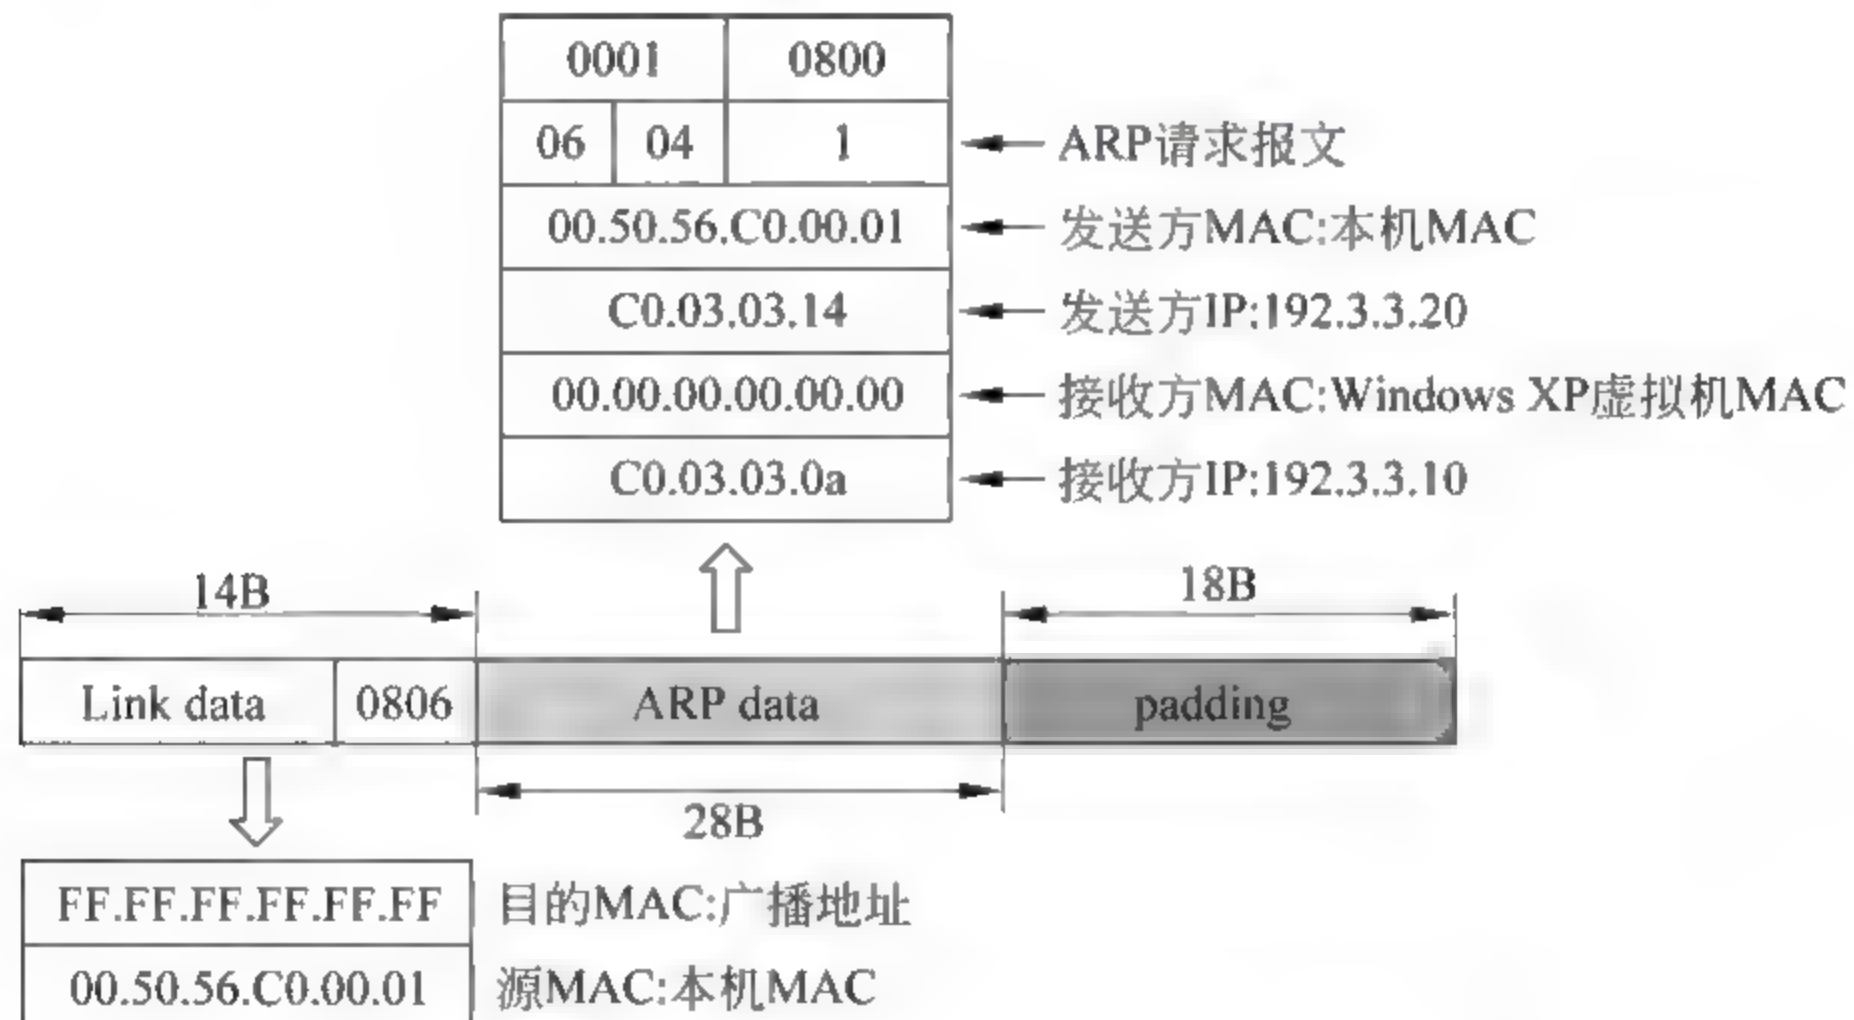 0001 0800
06 04 1 ARP请求报文
00.50.56.C0.00.01 发送方MAC:本机MAC
C0.03.03.14 发送方IP:192.3.3.20
00.00.00.00.00.00 接收方MAC:Windows XP虚拟机MAC
C0.03.03.0a 接收方IP:192.3.3.10
14B 18B
Link data 0806 ARP data padding
28B
FF.FF.FF.FF.FF.FF 目的MAC:广播地址
00.50.56.C0.00.01 源MAC:本机MAC